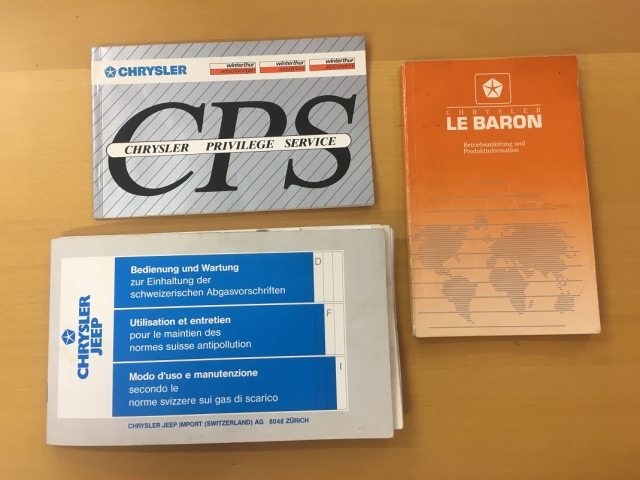 CHRYSLER
winterthur
winterthur
winterthur
CPS
CHRYSLER PRIVILEGE SERVICE
CHRYSLER
LE BARON
Betriebsanleitung und
Produktinformation
CHRYSLER
JEEP
Bedienung und Wartung
zur Einhaltung der
schweizerischen Abgasvorschriften
D
Utilisation et entretien
pour le maintien des
normes suisse antipollution
F
Modo d'uso e manutenzione
secondo le
norme svizzere sui gas di scarico
I
CHRYSLER JEEP IMPORT (SWITZERLAND) AG 8048 ZÜRICH